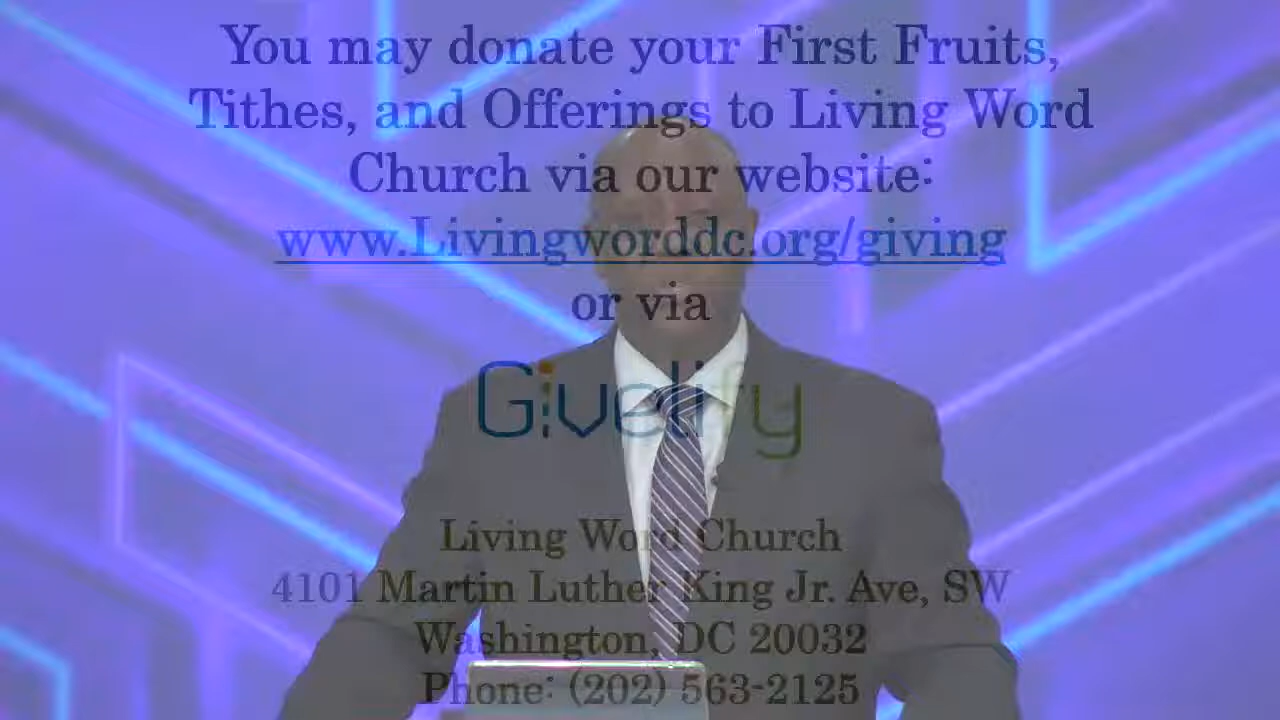 You may donate your First Fruits,
Tithes, and Offerings to Living Word
Church via our website:
www.Livingworddc.org/giving
or via
Givelify
Living Word Church
4101 Martin Luther King Jr. Ave, SW
Washington, DC 20032
Phone: (202) 563-2125